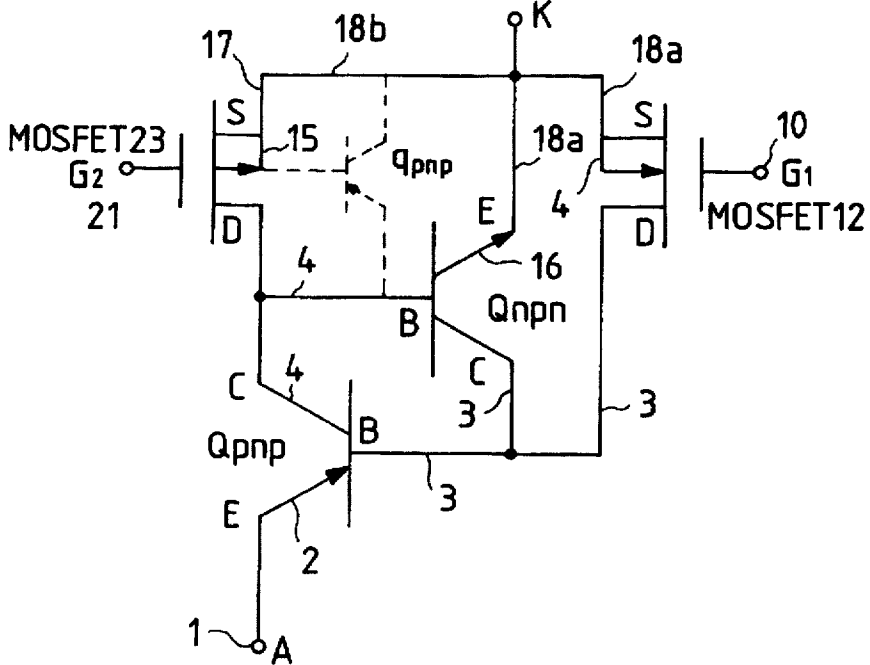 K
18b
17
18a
S
15
S
10
MOSFET23
G2
qpnp
18a
G1
21
4
MOSFET12
D
E
D
4
16
B
Qnpn
C
4
C
3
3
Qpnp
B
3
E
2
1
A